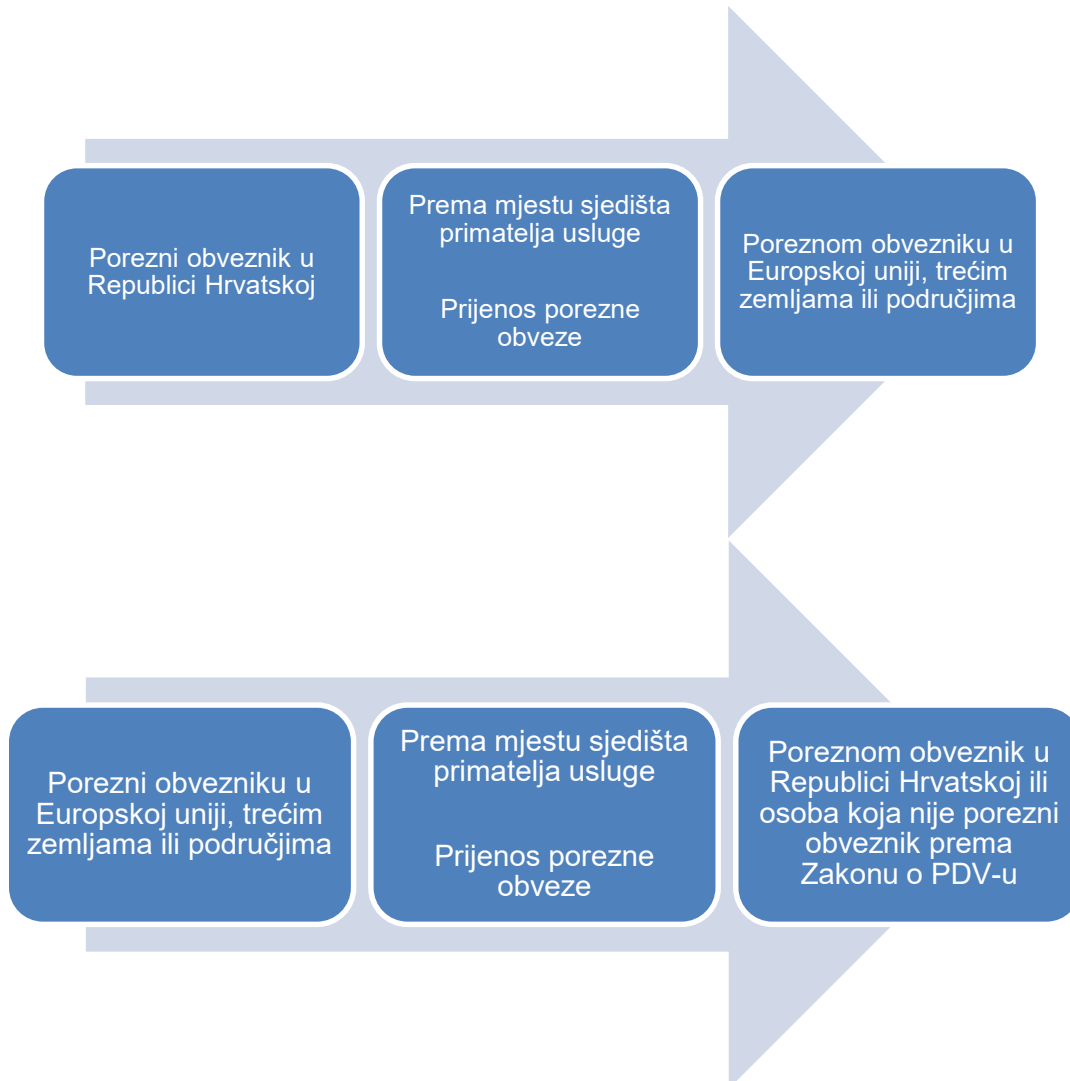 Porezni obveznik u
Republici Hrvatskoj
Prema mjestu sjedišta
primatelja usluge
Prijenos porezne
obveze
Poreznom obvezniku u
Europskoj uniji, trećim
zemljama ili područjima
Porezni obvezniku u
Europskoj uniji, trećim
zemljama ili područjima
Prema mjestu sjedišta
primatelja usluge
Prijenos porezne
obveze
Poreznom obveznik u
Republici Hrvatskoj ili
osoba koja nije porezni
obveznik prema
Zakonu o PDV-u